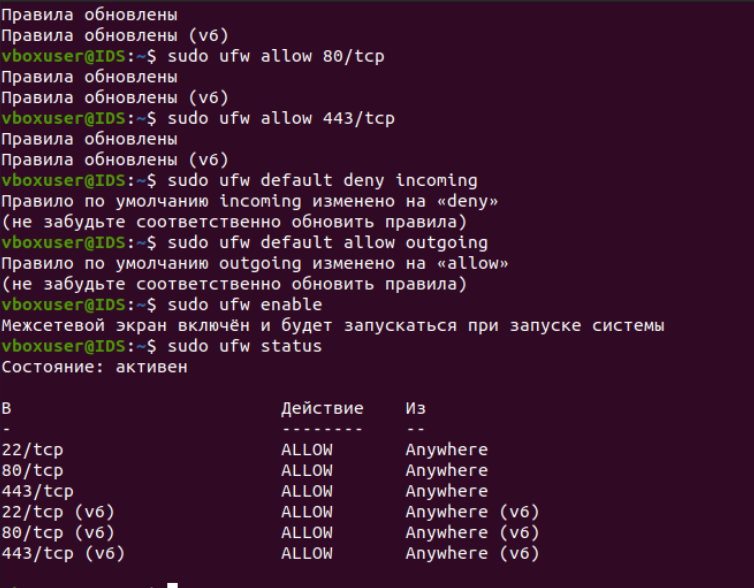 Правила обновлены
Правила обновлены (v6)
vboxuser@IDS:~$ sudo ufw allow 80/tcp
Правила обновлены
Правила обновлены (v6)
vboxuser@IDS:~$ sudo ufw allow 443/tcp
Правила обновлены
Правила обновлены (v6)
vboxuser@IDS:~$ sudo ufw default deny incoming
Правило по умолчанию incoming изменено на «deny»
(не забудьте соответственно обновить правила)
vboxuser@IDS:~$ sudo ufw default allow outgoing
Правило по умолчанию outgoing изменено на «allow»
(не забудьте соответственно обновить правила)
vboxuser@IDS:~$ sudo ufw enable
Межсетевой экран включён и будет запускаться при запуске системы
vboxuser@IDS:~$ sudo ufw status
Состояние: активен
В Действие Из
- -------- --
22/tcp ALLOW Anywhere
80/tcp ALLOW Anywhere
443/tcp ALLOW Anywhere
22/tcp (v6) ALLOW Anywhere (v6)
80/tcp (v6) ALLOW Anywhere (v6)
443/tcp (v6) ALLOW Anywhere (v6)